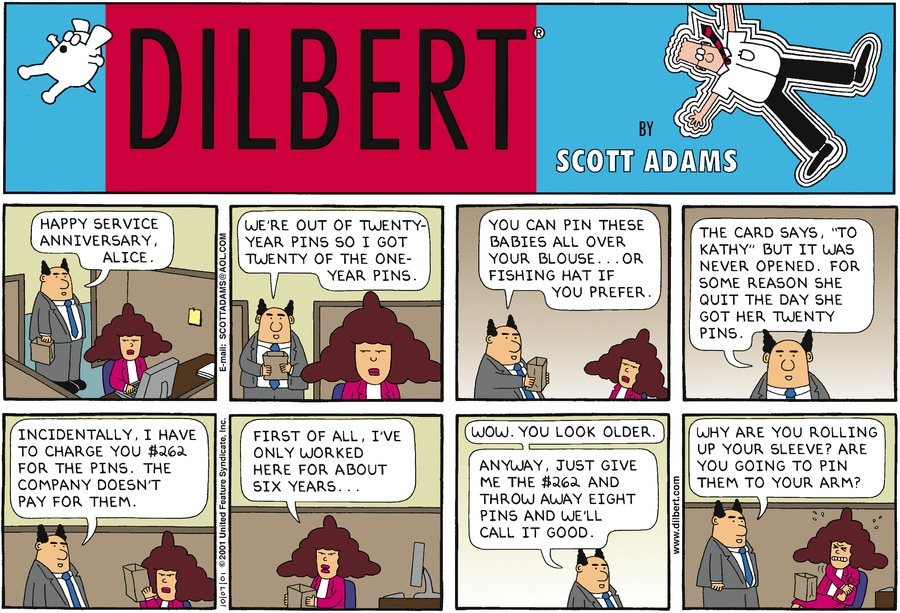 DILBERT®
BY
SCOTT ADAMS
HAPPY SERVICE
ANNIVERSARY,
ALICE.
E-mail: SCOTTADAMS@AOL.COM
WE'RE OUT OF TWENTY-
YEAR PINS SO I GOT
TWENTY OF THE ONE-
YEAR PINS.
YOU CAN PIN THESE
BABIES ALL OVER
YOUR BLOUSE...OR
FISHING HAT IF
YOU PREFER.
THE CARD SAYS, "TO
KATHY" BUT IT WAS
NEVER OPENED. FOR
SOME REASON SHE
QUIT THE DAY SHE
GOT HER TWENTY
PINS.
INCIDENTALLY, I HAVE
TO CHARGE YOU $262
FOR THE PINS. THE
COMPANY DOESN'T
PAY FOR THEM.
10/07/01 © 2001 United Feature Syndicate, Inc.
FIRST OF ALL, I'VE
ONLY WORKED
HERE FOR ABOUT
SIX YEARS...
WOW. YOU LOOK OLDER.
ANYWAY, JUST GIVE
ME THE $262 AND
THROW AWAY EIGHT
PINS AND WE'LL
CALL IT GOOD.
www.dilbert.com
WHY ARE YOU ROLLING
UP YOUR SLEEVE? ARE
YOU GOING TO PIN
THEM TO YOUR ARM?